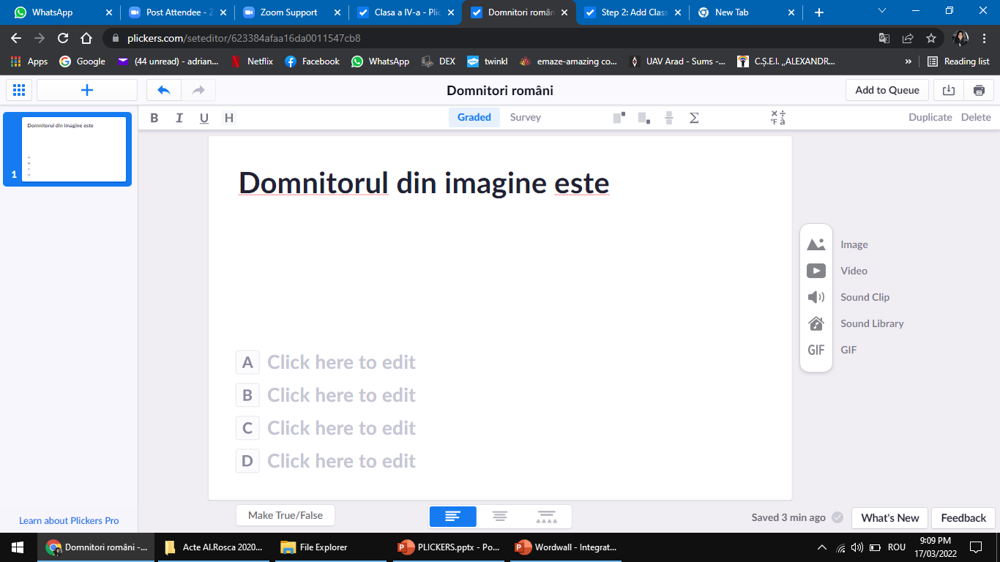 WhatsApp
Post Attendee - Z
Zoom Support
Clasa a IV-a - Plic
Domnitori român
Step 2: Add Class
New Tab
plickers.com/seteditor/623384afaa16da0011547cb8
Apps
Google
(44 unread) - adrian...
Netflix
Facebook
WhatsApp
DEX
twinkl
emaze-amazing co...
UAV Arad - Sums -...
C.Ș.E.I. „ALEXANDR...
»
Reading list
Domnitori români
Add to Queue
B I U H
Graded
Survey
Duplicate
Delete
Domnitorul din imagine este
A
B
C
D
1
Domnitorul din imagine este
A Click here to edit
B Click here to edit
C Click here to edit
D Click here to edit
Image
Video
Sound Clip
Sound Library
GIF GIF
Learn about Plickers Pro
Make True/False
Saved 3 min ago
What's New
Feedback
Domnitori români -...
Acte Al.Rosca 2020...
File Explorer
PLICKERS.pptx - Po...
Wordwall - Integrat...
ROU
9:09 PM
17/03/2022